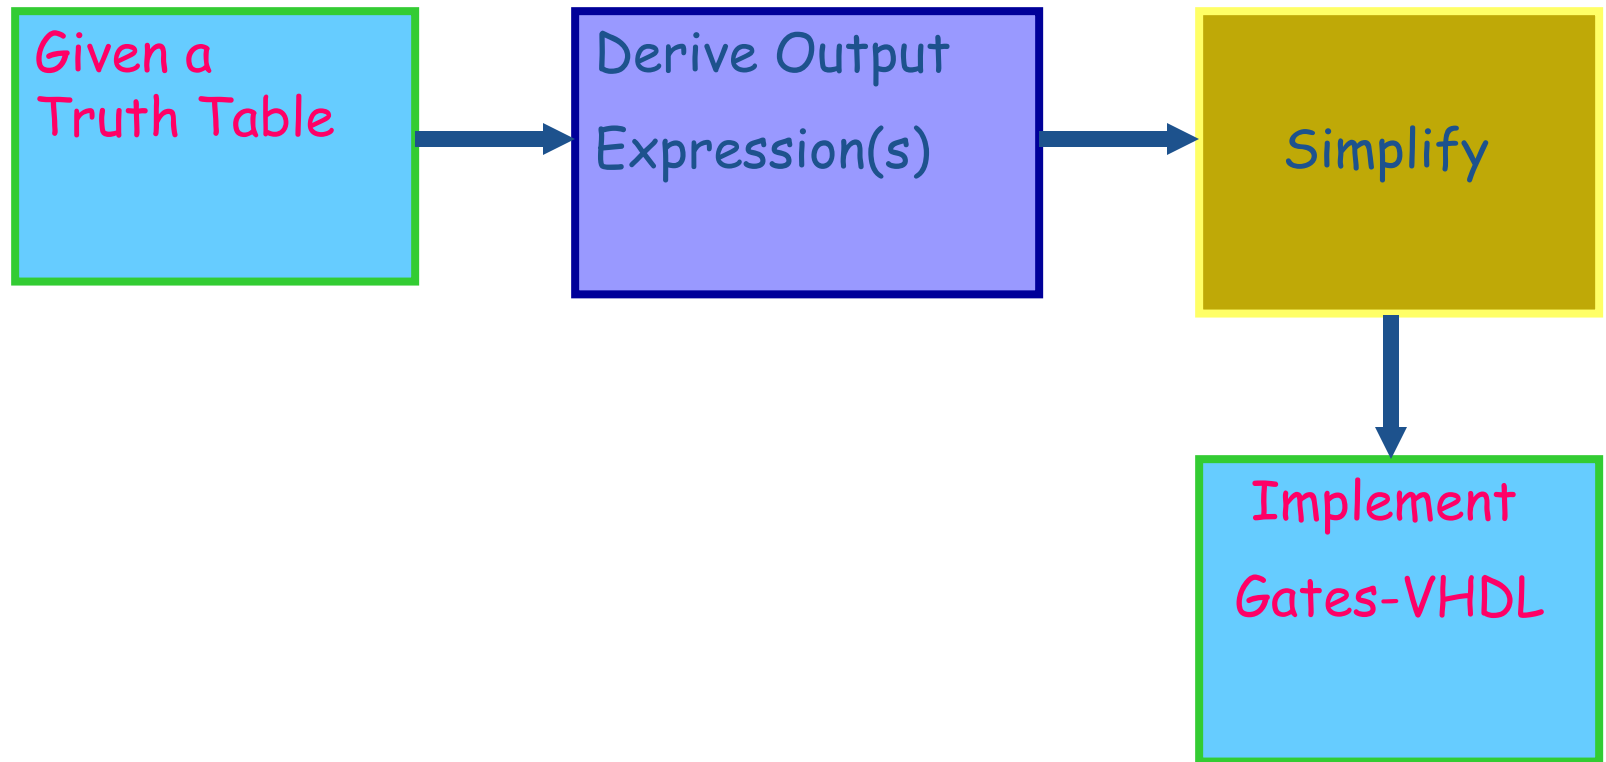 Given a
Truth Table
Derive Output
Expression(s)
Simplify
Implement
Gates-VHDL